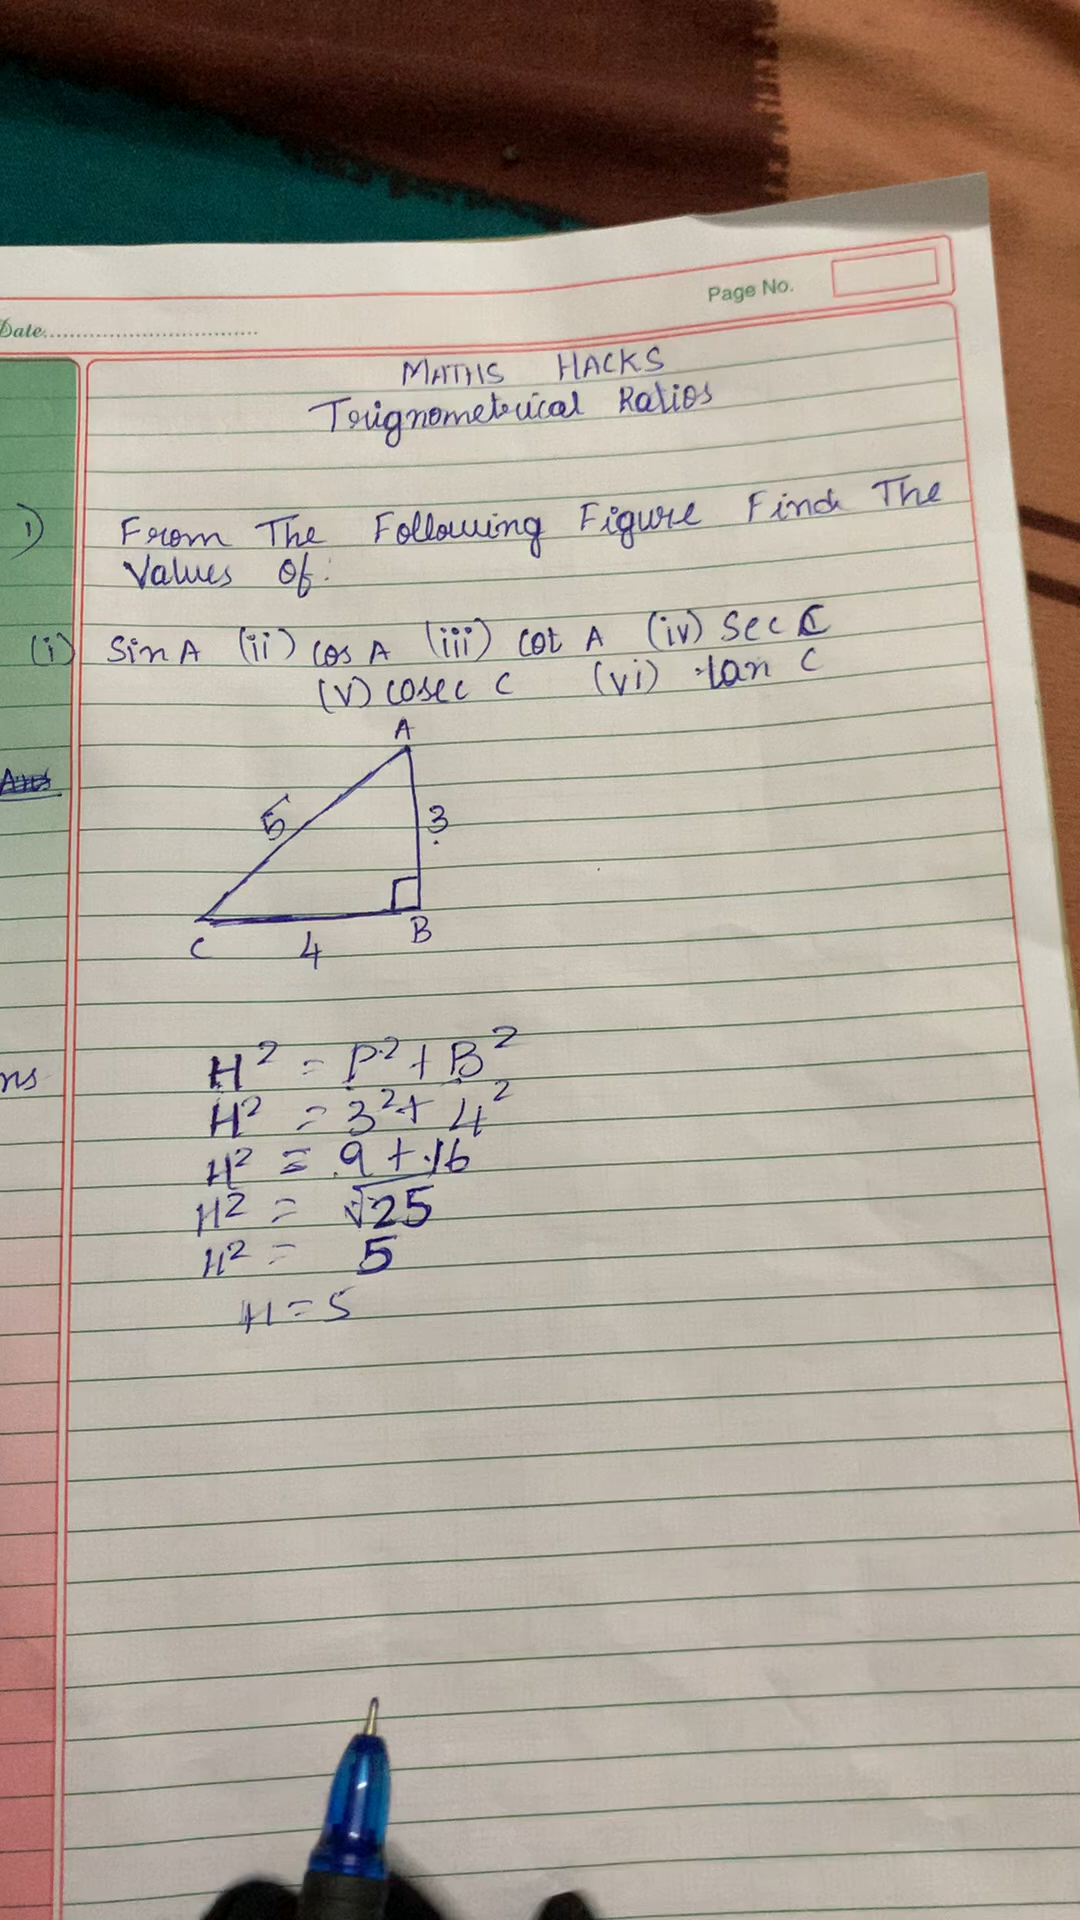 Page No.
Date
MATHS HACKS
Trignometrical Ratios
1) From The Following Figure Find The
Values Of:
(i) Sin A (ii) cos A (iii) cot A (iv) Sec C
(v) cosec C (vi) tan C
A
Ans
5
3
C
4
B
ns
H² = P² + B²
H² = 3² + 4²
H² = 9 + 16
H² = √25
H² = 5
H = 5